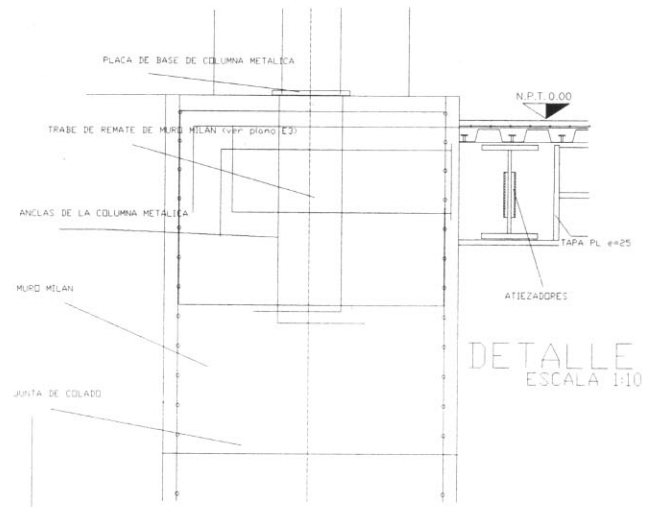 PLACA DE BASE DE COLUMNA METALICA
N.P.T. 0.00
TRABE DE REMATE DE MURO MILAN (ver plano E3)
ANCLAS DE LA COLUMNA METALICA
TAPA PL e=25
MURO MILAN
ATIEZADORES
DETALLE
ESCALA 1:10
JUNTA DE COLADO